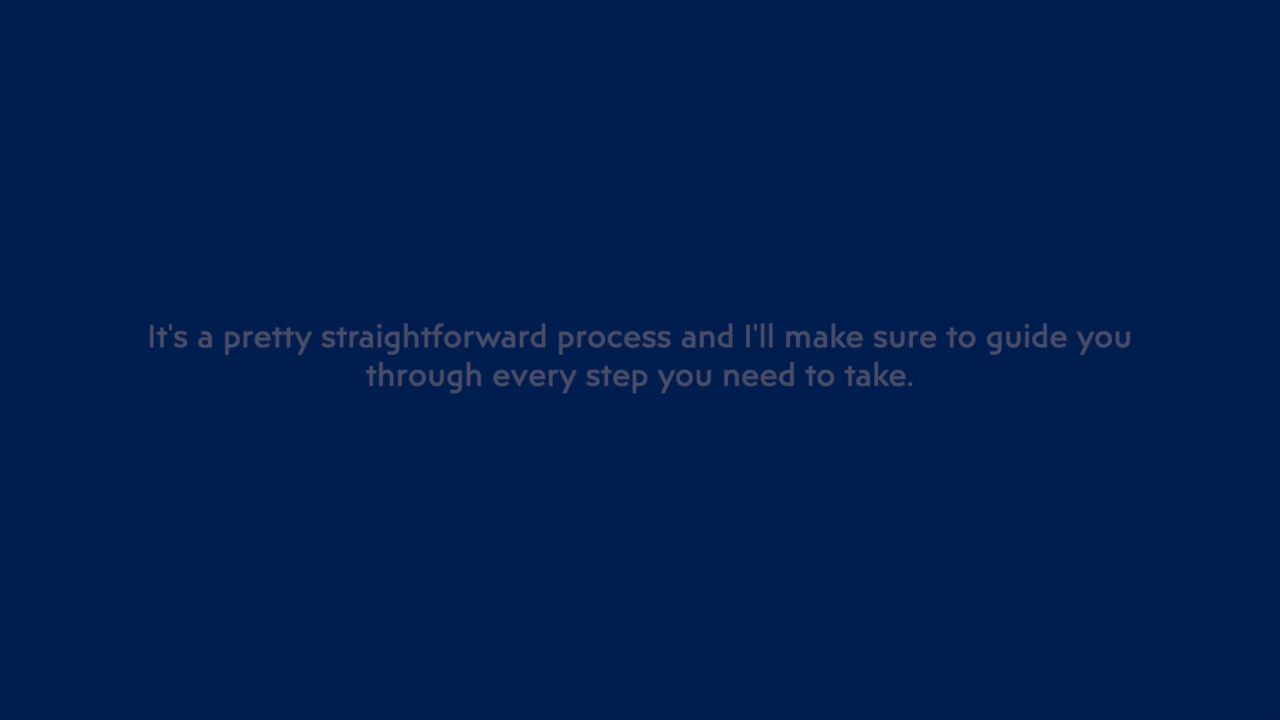 It's a pretty straightforward process and I'll make sure to guide you
through every step you need to take.